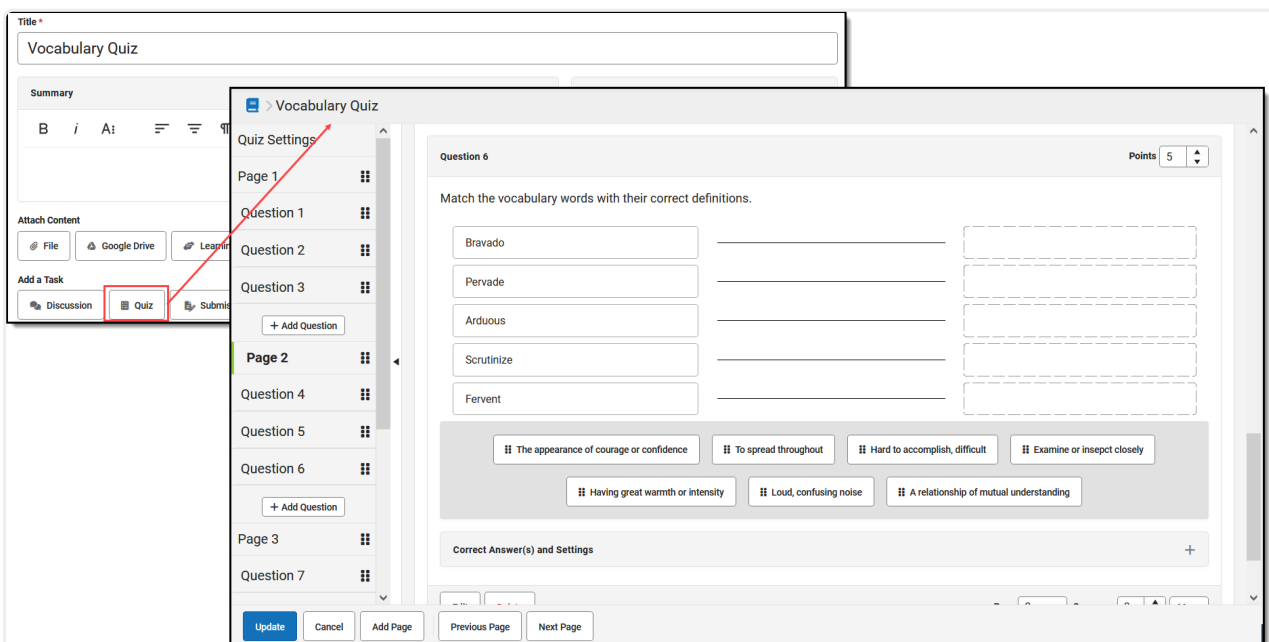 Title *
Vocabulary Quiz
Summary
B i A
Attach Content
File Google Drive
Add a Task
Discussion Quiz
Vocabulary Quiz
Quiz Settings
Page 1
Question 1
Question 2
Question 3
+ Add Question
Page 2
Question 4
Question 5
Question 6
+ Add Question
Page 3
Question 7
Question 6 Points 5
Match the vocabulary words with their correct definitions.
Bravado
Pervade
Arduous
Scrutinize
Fervent
The appearance of courage or confidence To spread throughout Hard to accomplish, difficult Examine or insepct closely
Having great warmth or intensity Loud, confusing noise A relationship of mutual understanding
Correct Answer(s) and Settings +
Update Cancel Add Page Previous Page Next Page